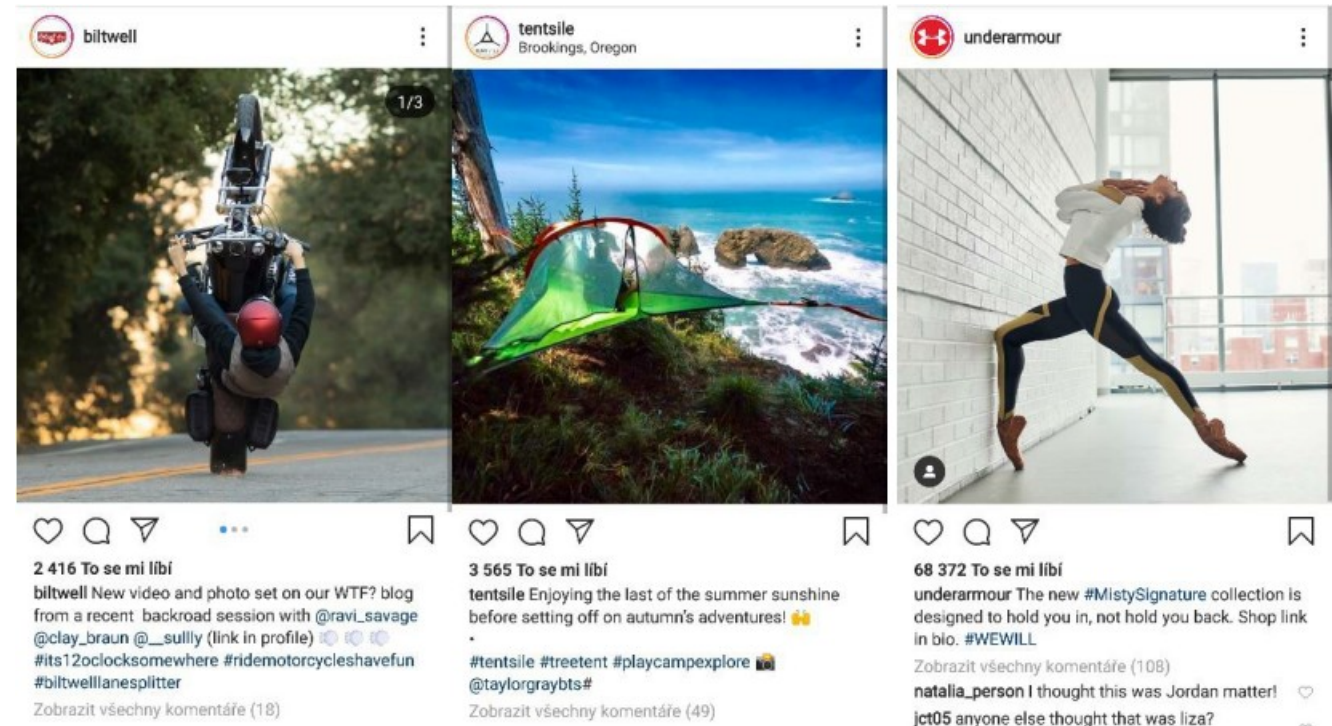 biltwell
1/3
2 416 To se mi líbí
biltwell New video and photo set on our WTF? blog
from a recent backroad session with @ravi_savage
@clay_braun @__sullly (link in profile)
#its12oclocksomewhere #ridemotorcycleshavefun
#biltwelllanesplitter
Zobrazit všechny komentáře (18)
tentsile
Brookings, Oregon
3 565 To se mi líbí
tentsile Enjoying the last of the summer sunshine
before setting off on autumn's adventures! 🙌
.
#tentsile #treetent #playcampexplore 📸
@taylorgraybts#
Zobrazit všechny komentáře (49)
underarmour
68 372 To se mi líbí
underarmour The new #MistySignature collection is
designed to hold you in, not hold you back. Shop link
in bio. #WEWILL
Zobrazit všechny komentáře (108)
natalia_person I thought this was Jordan matter!
jct05 anyone else thought that was liza?